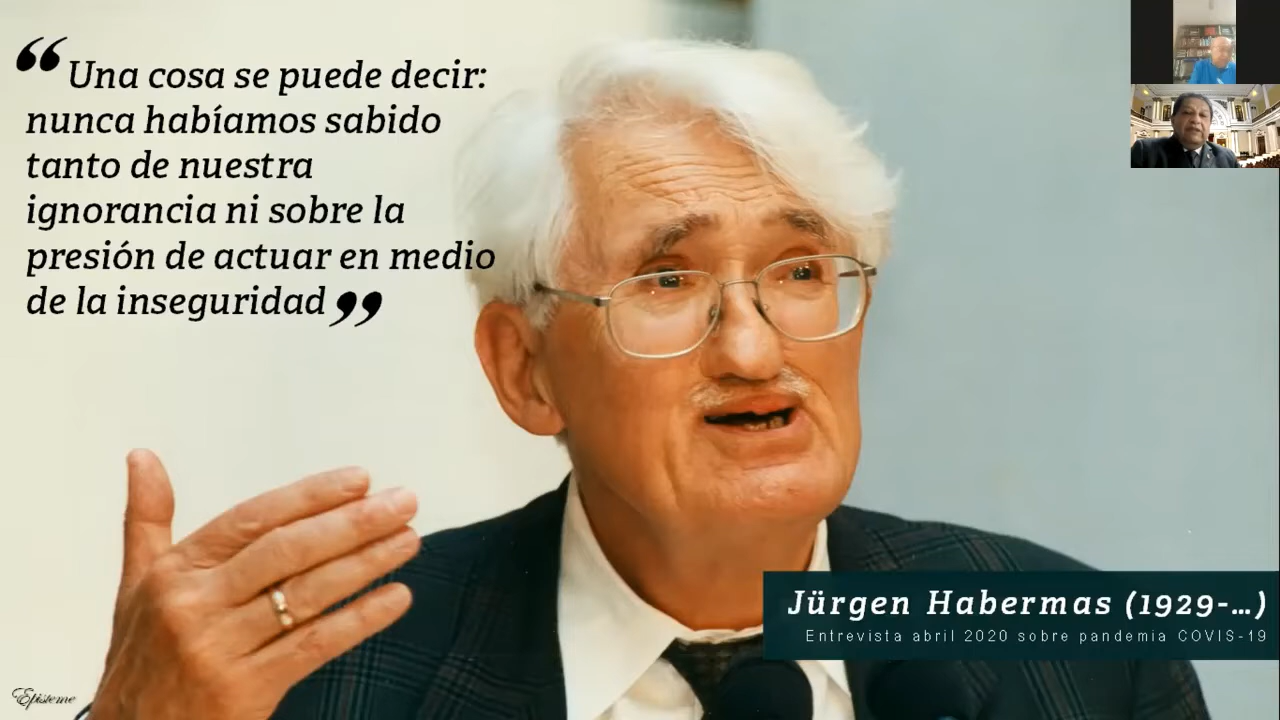 “ Una cosa se puede decir:
nunca habíamos sabido
tanto de nuestra
ignorancia ni sobre la
presión de actuar en medio
de la inseguridad ”
Jürgen Habermas (1929-...)
Entrevista abril 2020 sobre pandemia COVIS-19
Episteme